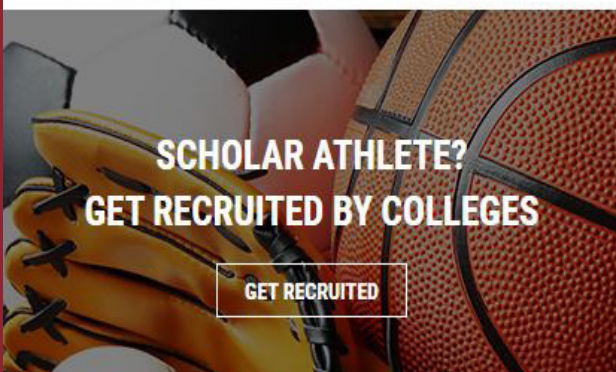 SCHOLAR ATHLETE?
GET RECRUITED BY COLLEGES
GET RECRUITED